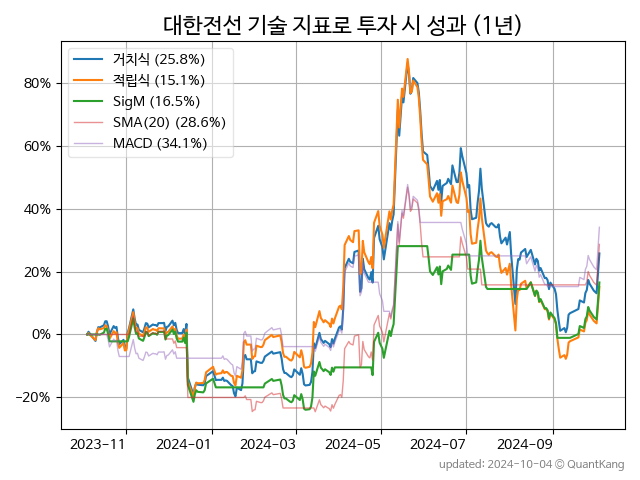 대한전선 기술 지표로 투자 시 성과 (1년)
거치식 (25.8%)
적립식 (15.1%)
SigM (16.5%)
SMA(20) (28.6%)
MACD (34.1%)
80%
60%
40%
20%
0%
−20%
2023-11
2024-01
2024-03
2024-05
2024-07
2024-09
updated: 2024-10-04 © QuantKang